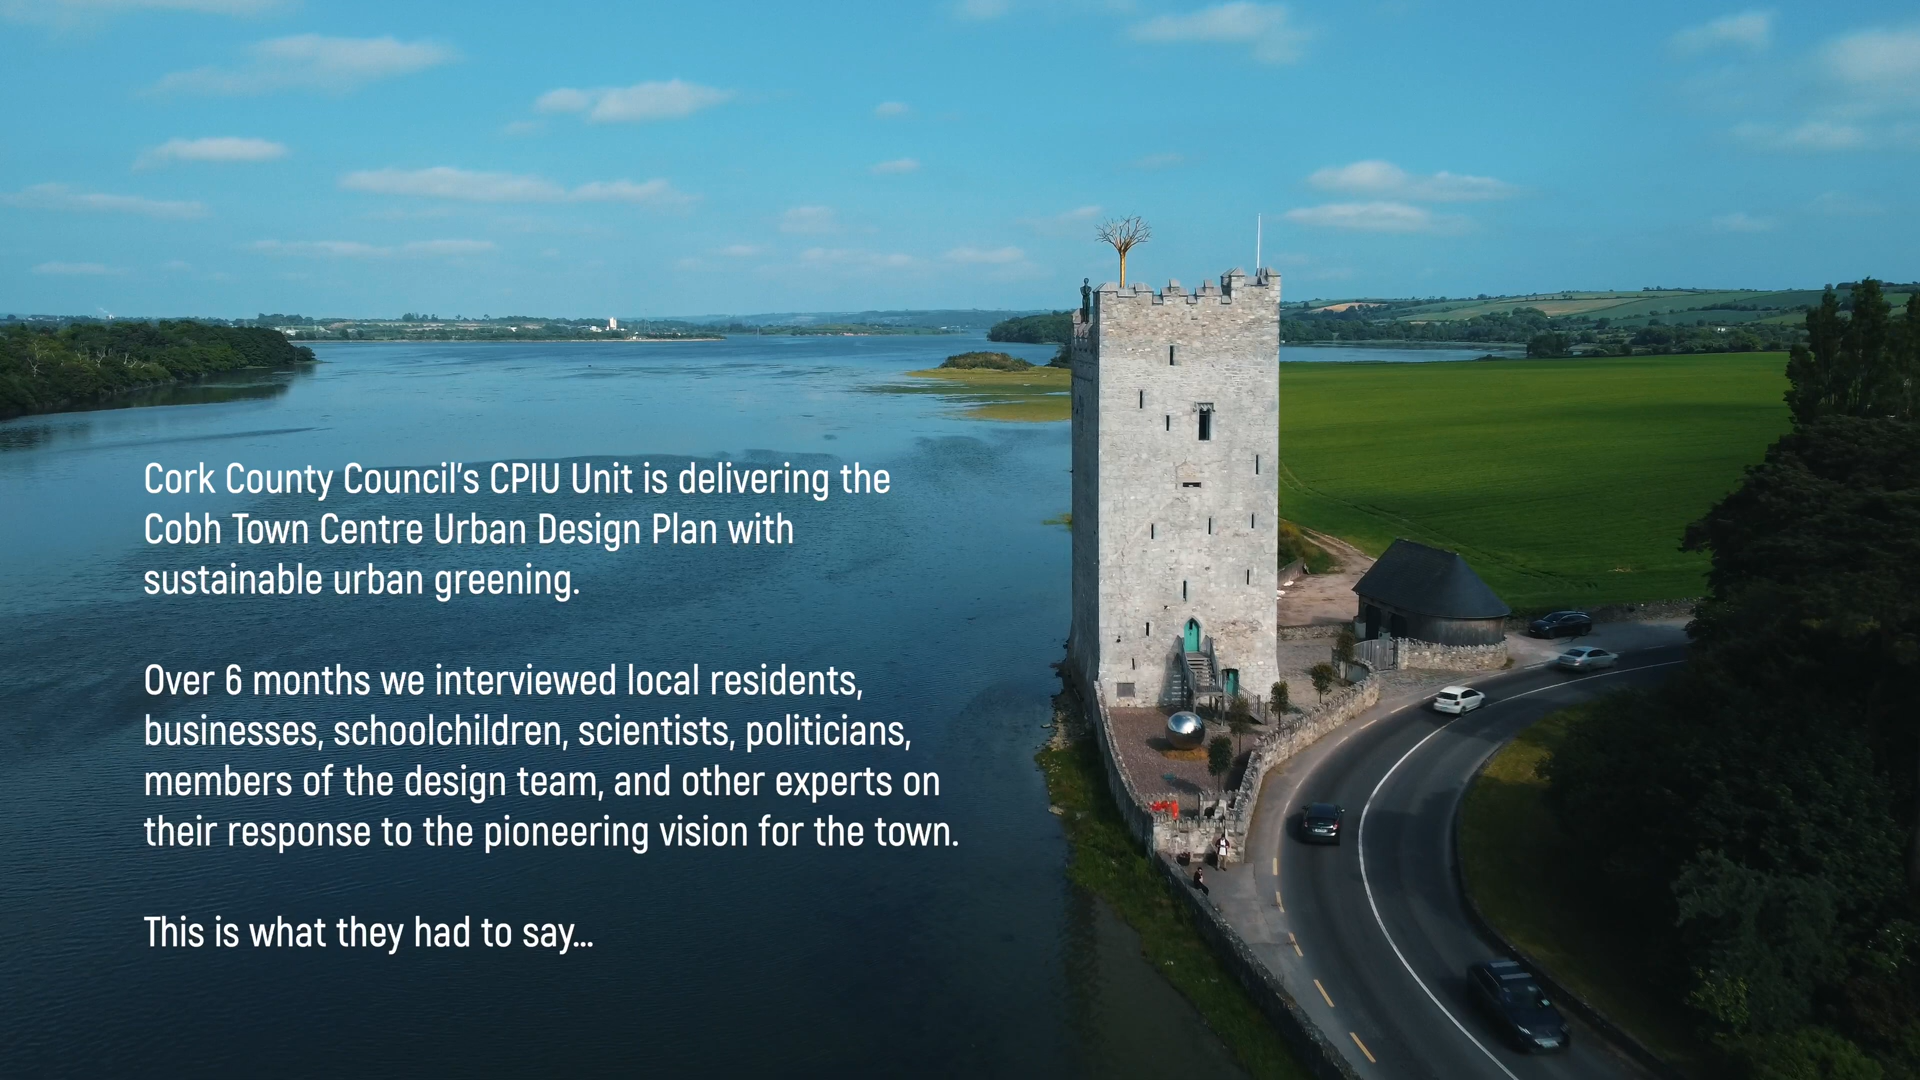 Cork County Council's CPIU Unit is delivering the
Cobh Town Centre Urban Design Plan with
sustainable urban greening.
Over 6 months we interviewed local residents,
businesses, schoolchildren, scientists, politicians,
members of the design team, and other experts on
their response to the pioneering vision for the town.
This is what they had to say...